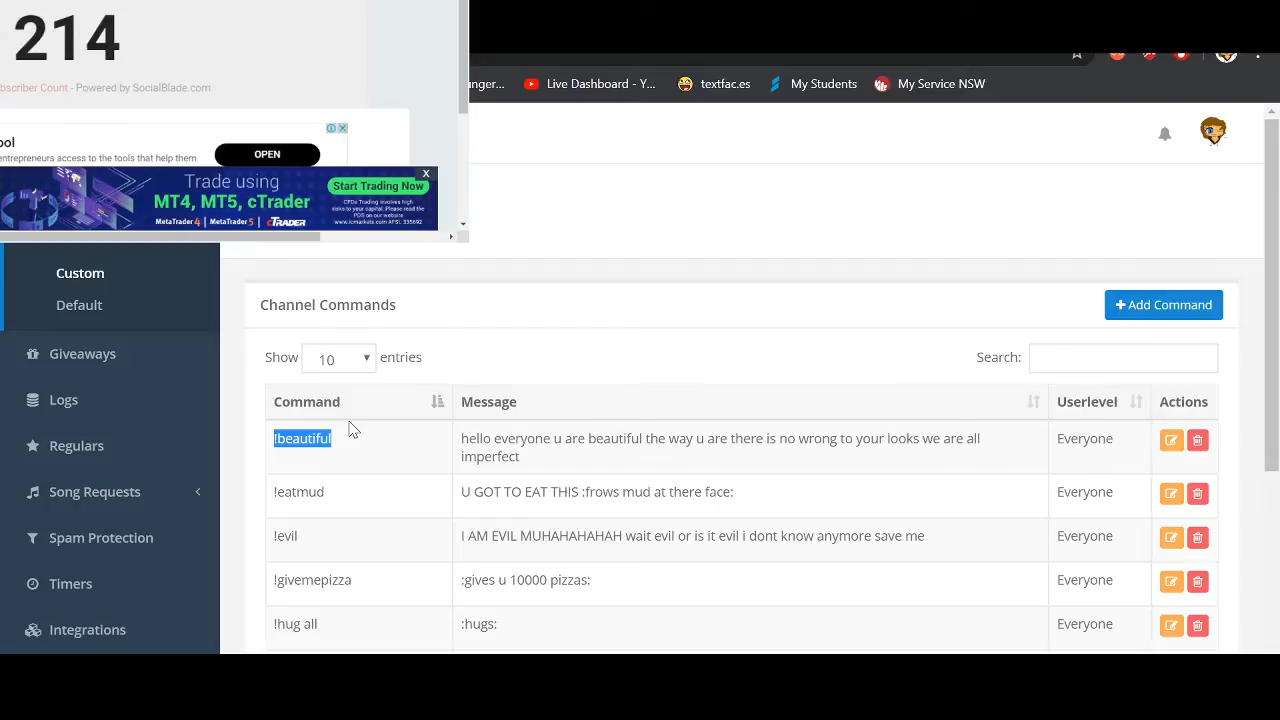 214
bscriber Count - Powered by SocialBlade.com
ool
entrepreneurs access to the tools that help them
OPEN
X
Trade using
MT4, MT5, cTrader
MetaTrader 4 | MetaTrader 5 | cTRADER
Start Trading Now
CFDs Trading involves high
risks to your capital. Please read the
PDS on our website
www.icmarkets.com AFSL 335692
nger...
Live Dashboard - Y...
textfac.es
My Students
My Service NSW
Custom
Default
Giveaways
Logs
Regulars
Song Requests
Spam Protection
Timers
Integrations
Channel Commands
Add Command
Show 10 entries
Search:
Command Message Userlevel Actions
!beautiful hello everyone u are beautiful the way u are there is no wrong to your looks we are all Everyone
imperfect
!eatmud U GOT TO EAT THIS :frows mud at there face: Everyone
!evil I AM EVIL MUHAHAHAHAH wait evil or is it evil i dont know anymore save me Everyone
!givemepizza :gives u 10000 pizzas: Everyone
!hug all :hugs: Everyone